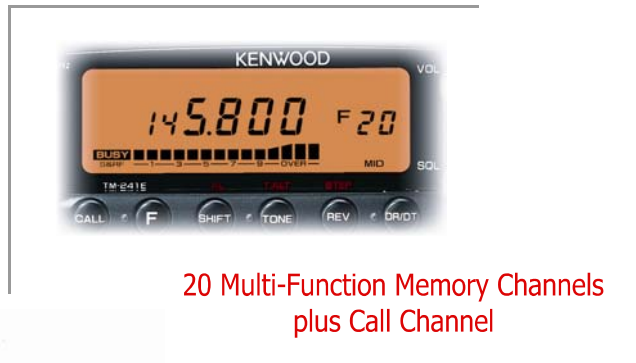 KENWOOD
VOL
145.800 F 20
BUSY
S&RF 1 3 5 7 9 OVER MID
SQL
TM-241E
T.ALT STEP
CALL F SHIFT TONE REV DR/DT
20 Multi-Function Memory Channels
plus Call Channel